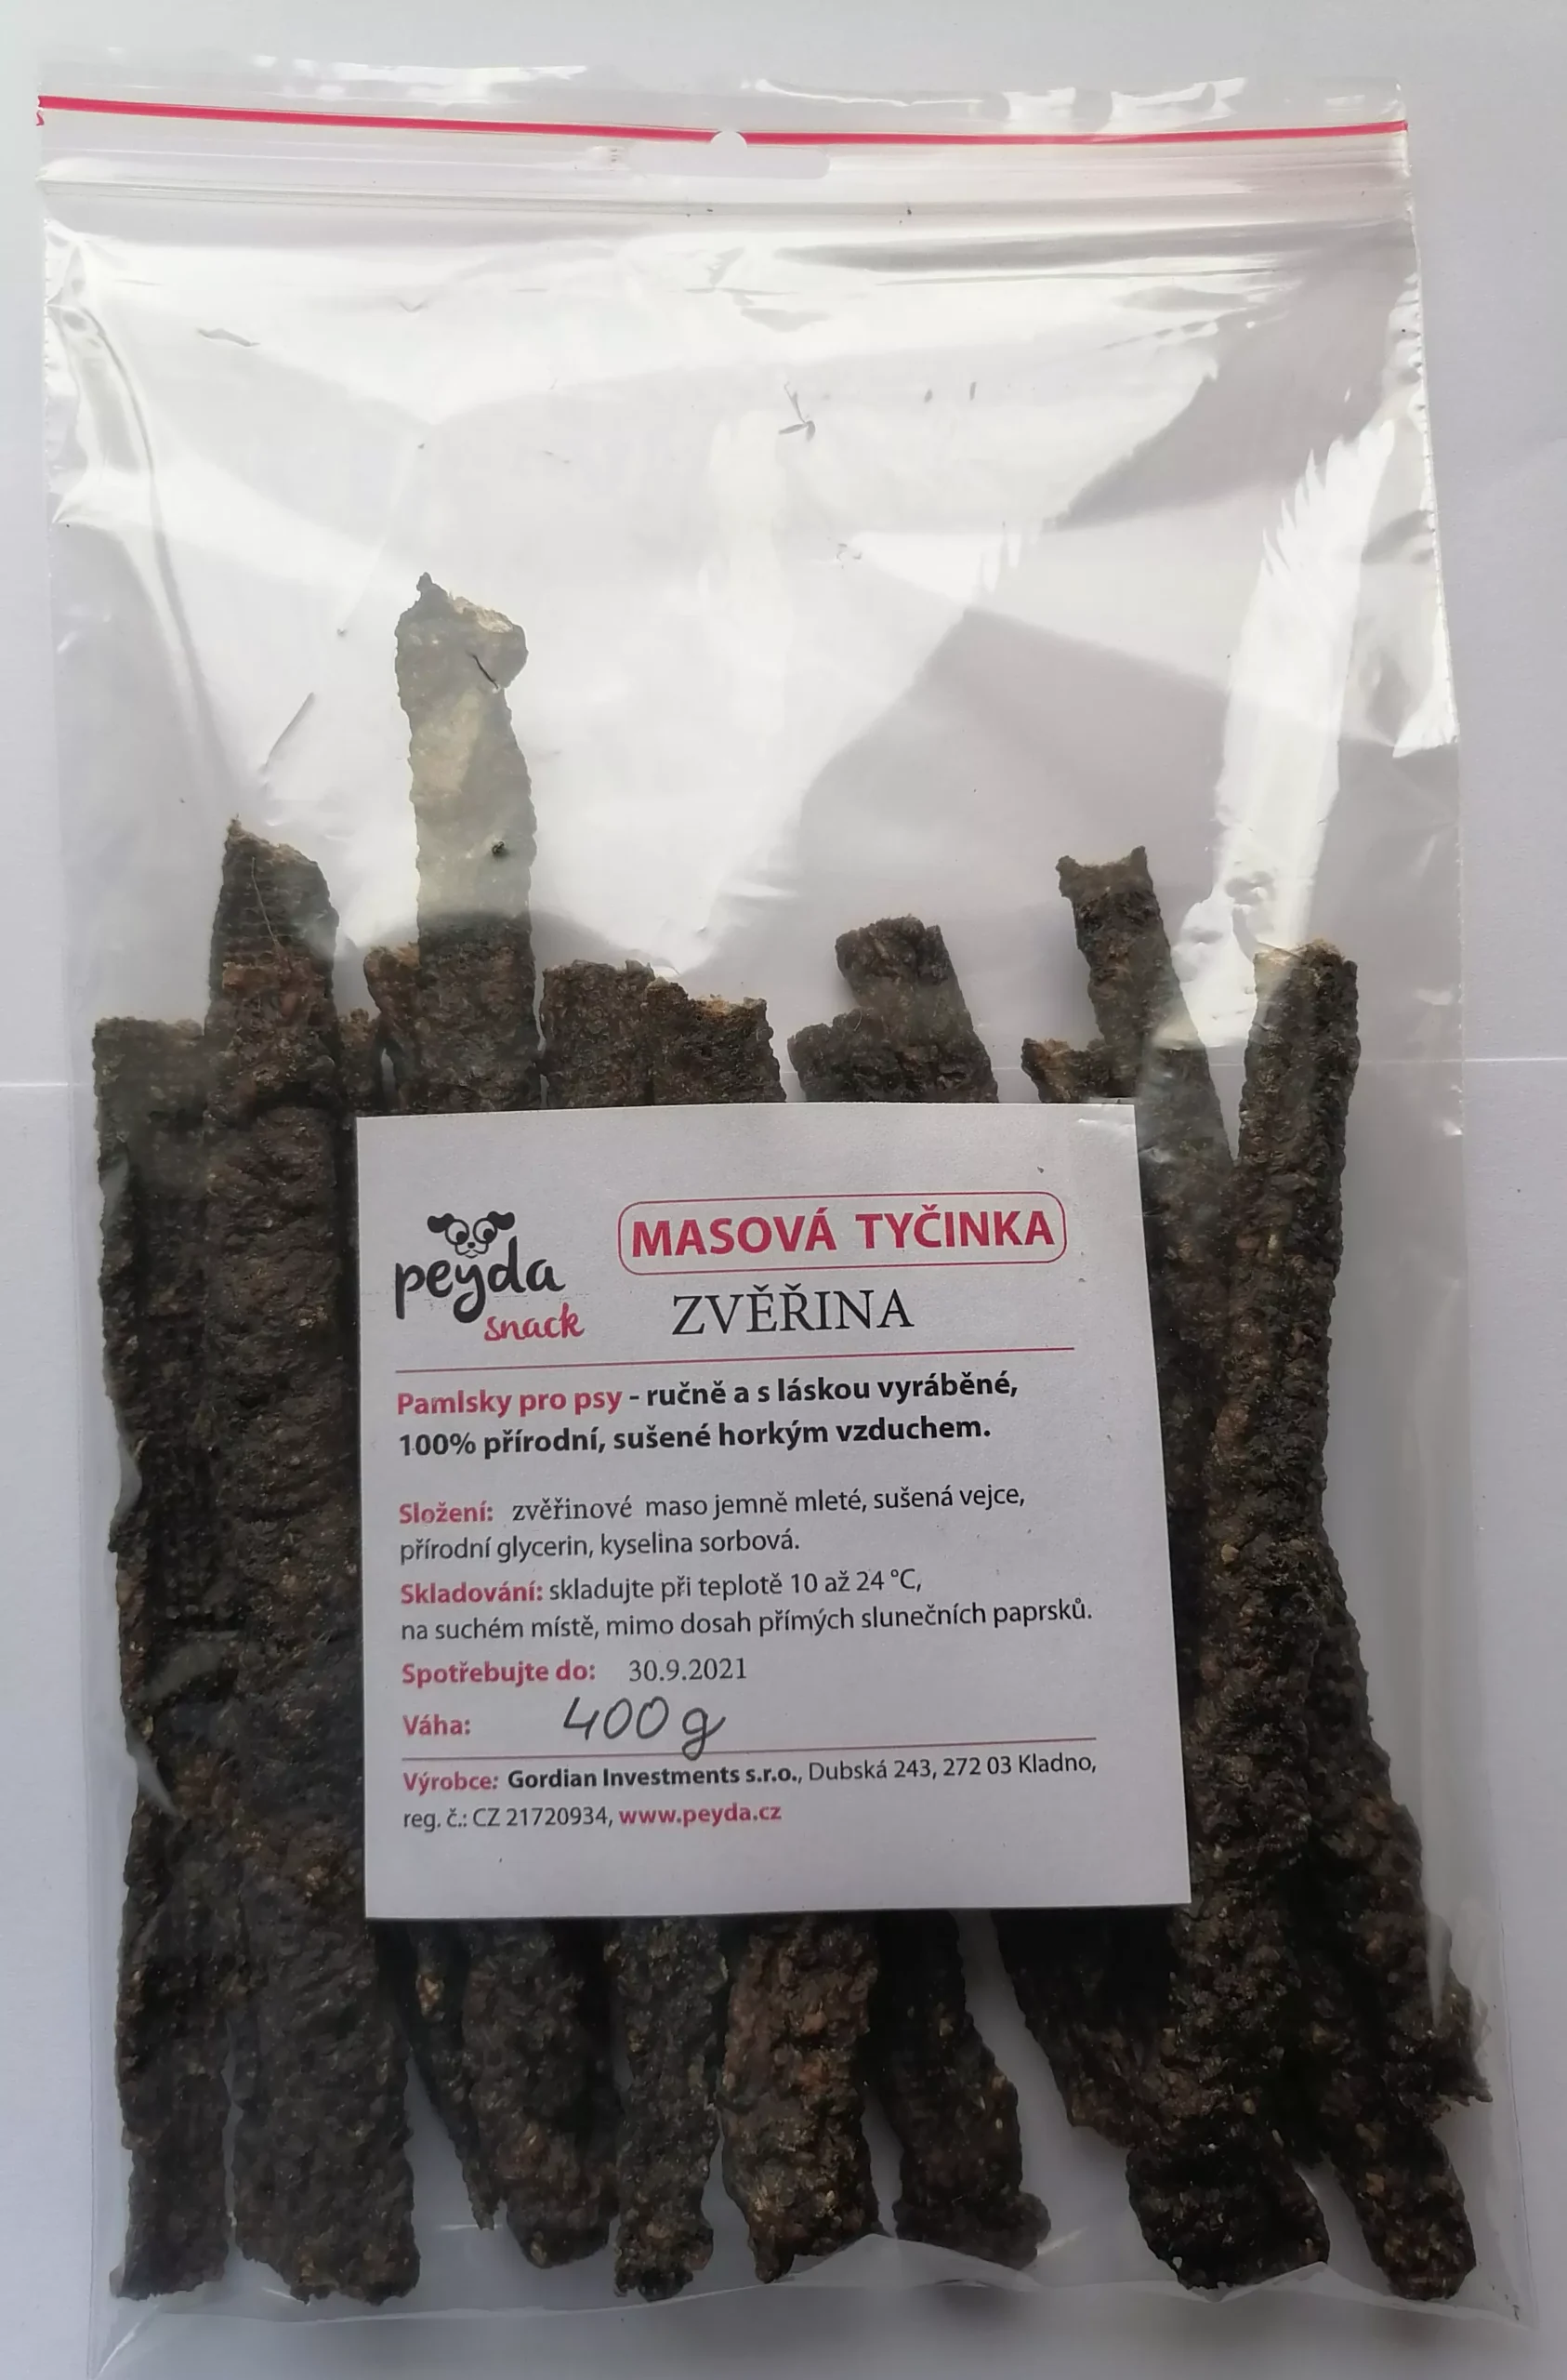 peyda
snack
MASOVÁ TYČINKA
ZVĚŘINA
Pamlsky pro psy - ručně a s láskou vyráběné,
100% přírodní, sušené horkým vzduchem.
Složení: zvěřinové maso jemně mleté, sušená vejce,
přírodní glycerin, kyselina sorbová.
Skladování: skladujte při teplotě 10 až 24 °C,
na suchém místě, mimo dosah přímých slunečních paprsků.
Spotřebujte do: 30.9.2021
Váha: 400g
Výrobce: Gordian Investments s.r.o., Dubská 243, 272 03 Kladno,
reg. č.: CZ 21720934, www.peyda.cz